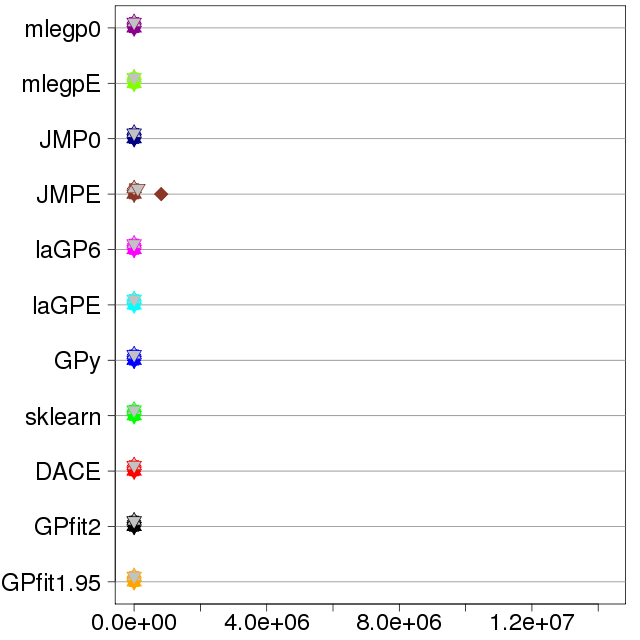 mlegp0
mlegpE
JMP0
JMPE
laGP6
laGPE
GPy
sklearn
DACE
GPfit2
GPfit1.95
0.0e+00 4.0e+06 8.0e+06 1.2e+07